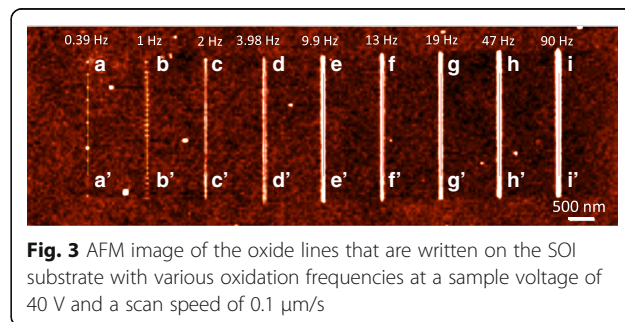 0.39 Hz 1 Hz 2 Hz 3.98 Hz 9.9 Hz 13 Hz 19 Hz 47 Hz 90 Hz
a b c d e f g h i
a' b' c' d' e' f' g' h' i'
500 nm
Fig. 3 AFM image of the oxide lines that are written on the SOI
substrate with various oxidation frequencies at a sample voltage of
40 V and a scan speed of 0.1 μm/s